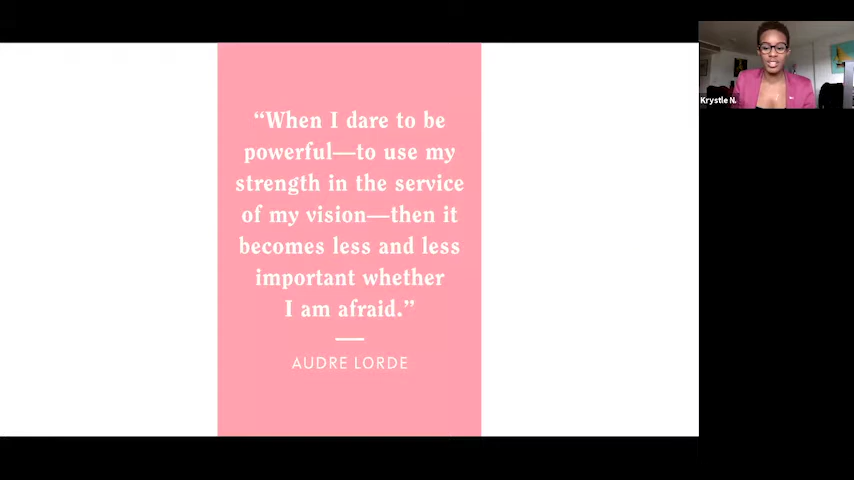 “When I dare to be
powerful—to use my
strength in the service
of my vision—then it
becomes less and less
important whether
I am afraid.”
AUDRE LORDE
Krystle N.